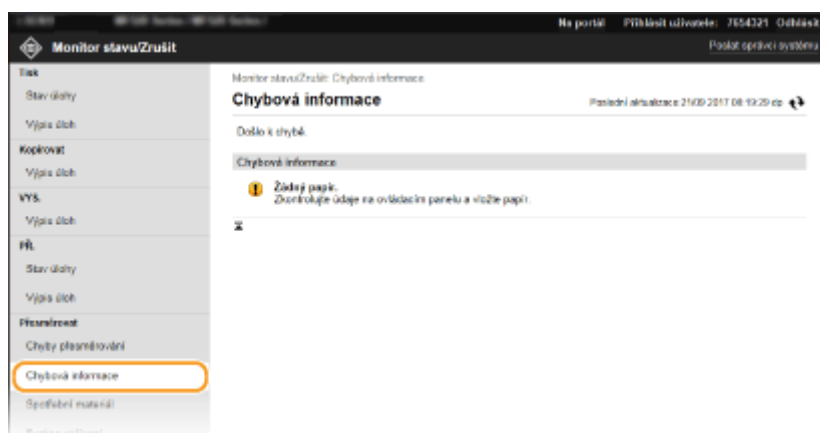 Na portál Přihlásit uživatele: 7654321 Odhlásit
Monitor stavu/Zrušit
Poslat správci systému
Tisk
Stav úlohy
Výpis úloh
Kopírovat
Výpis úloh
VYS.
Výpis úloh
PŘ.
Stav úlohy
Výpis úloh
Přesměrovat
Chyby přesměrování
Chybová informace
Spotřební materiál
Monitor stavu/Zrušit: Chybová informace
Chybová informace
Poslední aktualizace 21/09 2017 08:19:29 dp.
Došlo k chybě.
Chybová informace
Žádný papír.
Zkontrolujte údaje na ovládacím panelu a vložte papír.